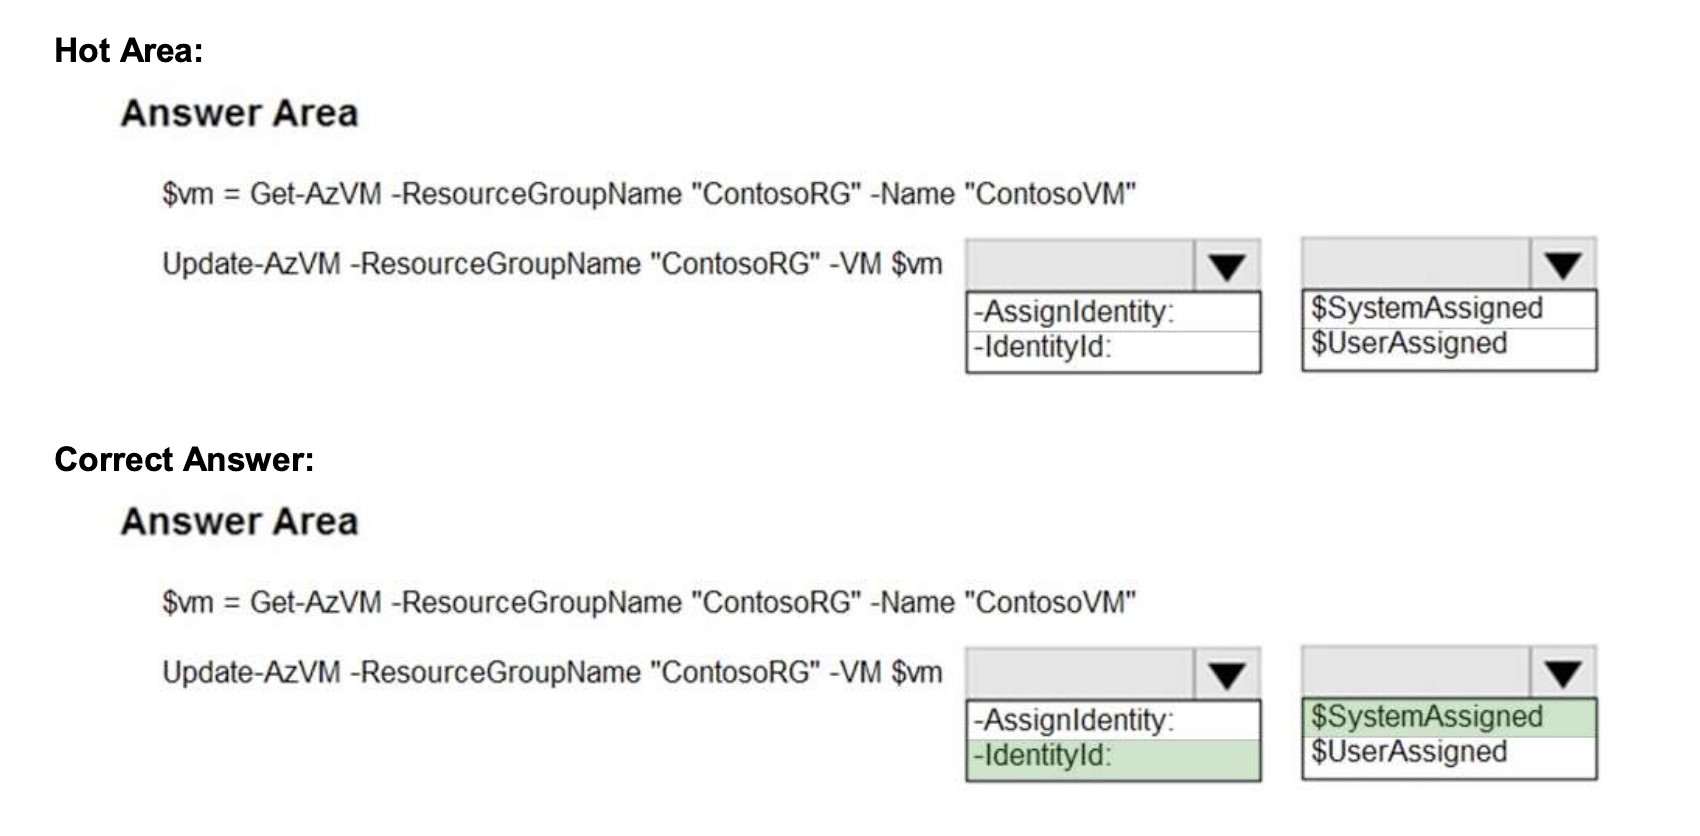 Hot Area:
Answer Area
$vm = Get-AzVM -ResourceGroupName "ContosoRG" -Name "ContosoVM"
Update-AzVM -ResourceGroupName "ContosoRG" -VM $vm
-AssignIdentity:
-IdentityId:
$SystemAssigned
$UserAssigned
Correct Answer:
Answer Area
$vm = Get-AzVM -ResourceGroupName "ContosoRG" -Name "ContosoVM"
Update-AzVM -ResourceGroupName "ContosoRG" -VM $vm
-AssignIdentity:
-IdentityId:
$SystemAssigned
$UserAssigned